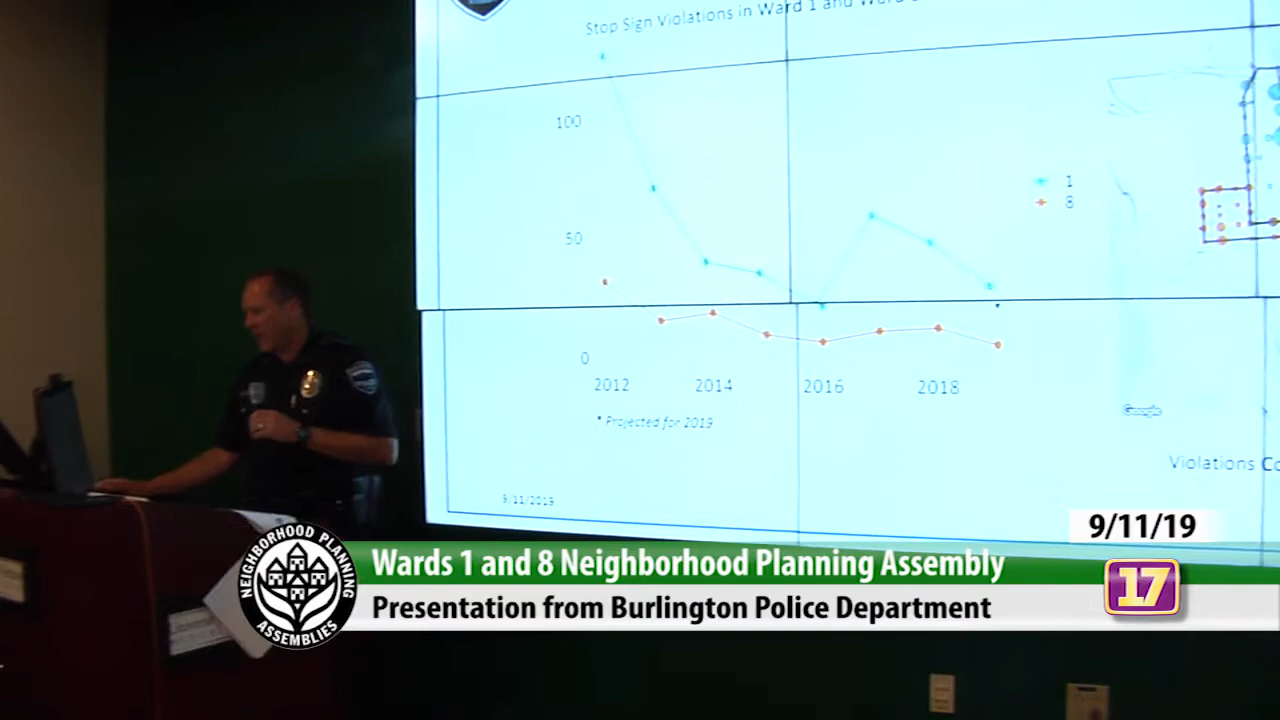 Stop Sign Violations in Ward 1 and Ward
100
50
0
2012
2014
2016
2018
1
8
* Projected for 2019
9/11/2019
Google
Violations
9/11/19
Wards 1 and 8 Neighborhood Planning Assembly
Presentation from Burlington Police Department
NEIGHBORHOOD PLANNING
ASSEMBLIES
17